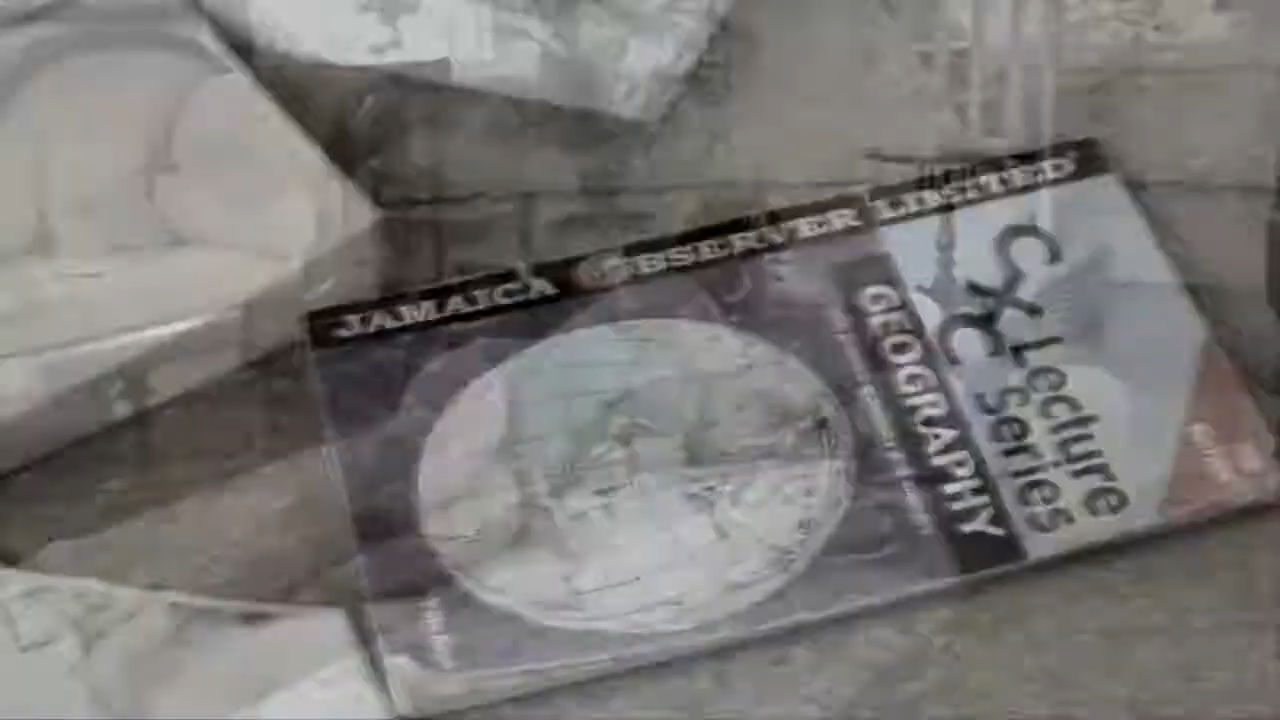 JAMAICA OBSERVER LIMITED
CXC
Lecture
Series
GEOGRAPHY